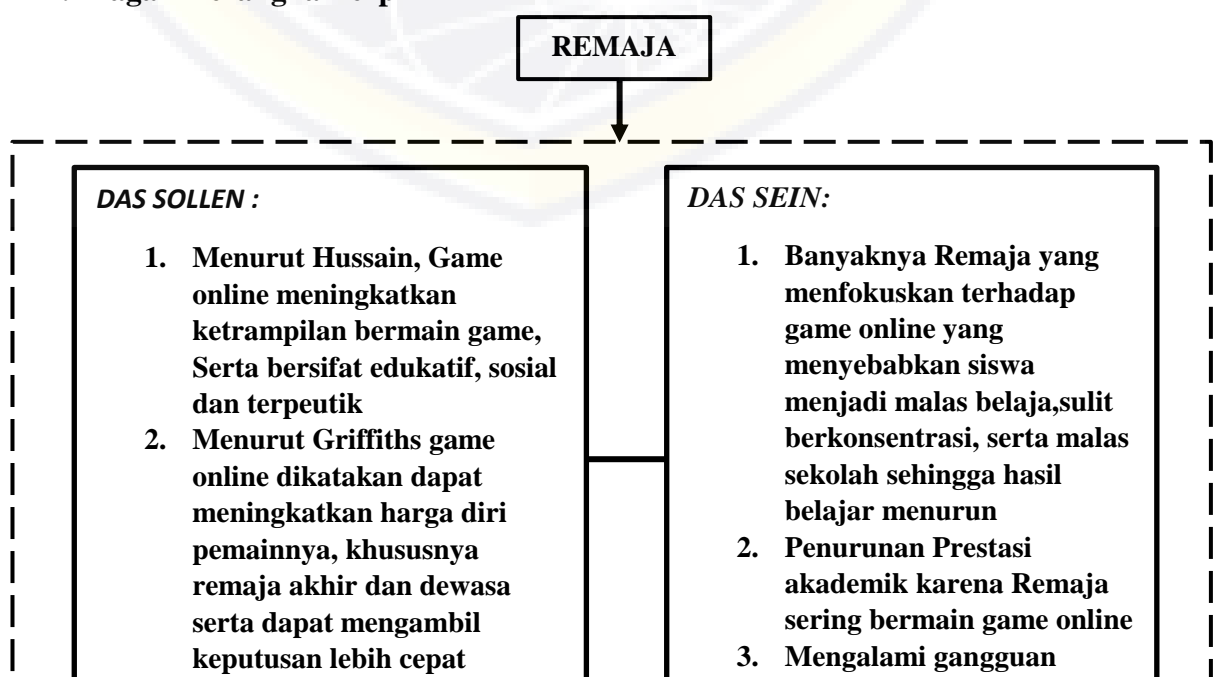 REMAJA
DAS SOLLEN :
1. Menurut Hussain, Game
online meningkatkan
ketrampilan bermain game,
Serta bersifat edukatif, sosial
dan terpeutik
2. Menurut Griffiths game
online dikatakan dapat
meningkatkan harga diri
pemainnya, khususnya
remaja akhir dan dewasa
serta dapat mengambil
keputusan lebih cepat
DAS SEIN:
1. Banyaknya Remaja yang
menfokuskan terhadap
game online yang
menyebabkan siswa
menjadi malas belaja,sulit
berkonsentrasi, serta malas
sekolah sehingga hasil
belajar menurun
2. Penurunan Prestasi
akademik karena Remaja
sering bermain game online
3. Mengalami gangguan